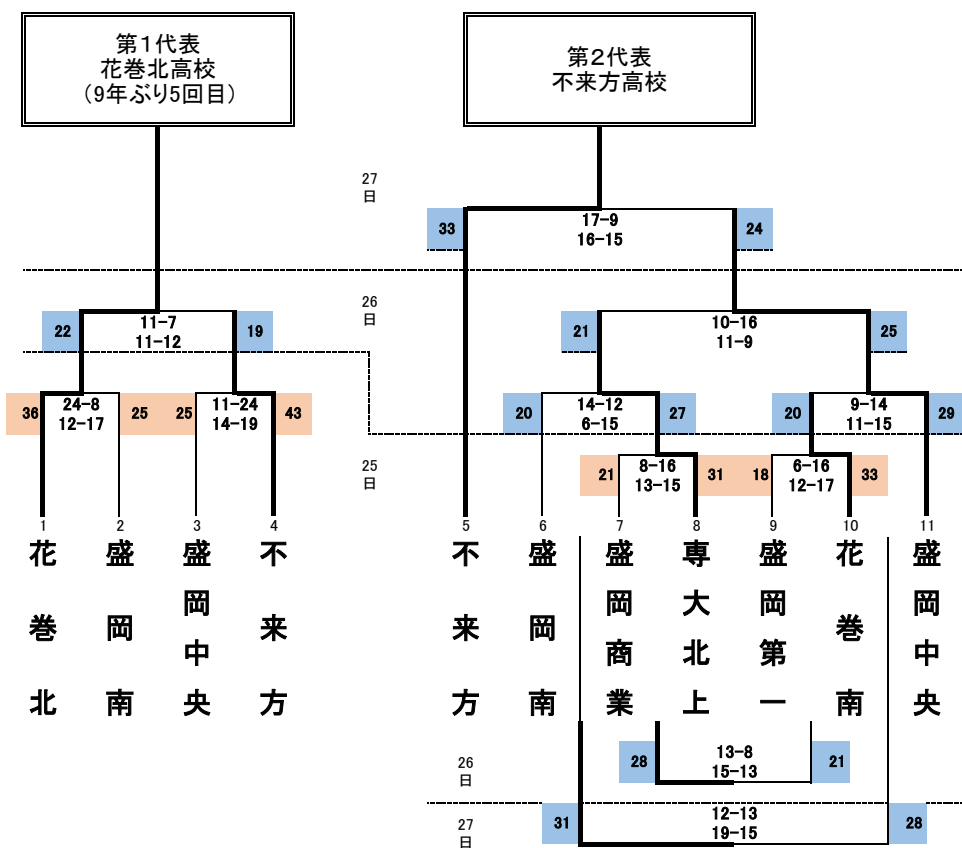 第1代表
花巻北高校
（9年ぶり5回目）
第2代表
不来方高校
27
日
33
17-9
16-15
24
26
日
22
11-7
11-12
19
21
10-16
11-9
25
36
24-8
12-17
25
25
11-24
14-19
43
20
14-12
6-15
27
20
9-14
11-15
29
25
日
21
8-16
13-15
31
18
6-16
12-17
33
1
2
3
4
5
6
7
8
9
10
11
花巻北
盛岡南
盛岡中央
不来方
不来方
盛岡南
盛岡商業
専大北上
盛岡第一
花巻南
盛岡中央
26
日
28
13-8
15-13
21
27
日
31
12-13
19-15
28